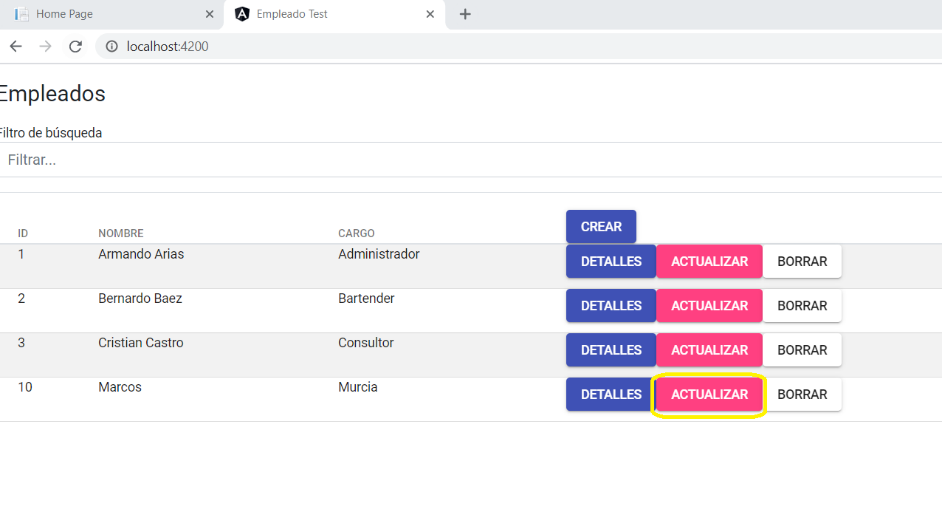 Home Page
Empleado Test
localhost:4200
Empleados
Filtro de búsqueda
Filtrar...
ID NOMBRE CARGO CREAR
1 Armando Arias Administrador DETALLES ACTUALIZAR BORRAR
2 Bernardo Baez Bartender DETALLES ACTUALIZAR BORRAR
3 Cristian Castro Consultor DETALLES ACTUALIZAR BORRAR
10 Marcos Murcia DETALLES ACTUALIZAR BORRAR